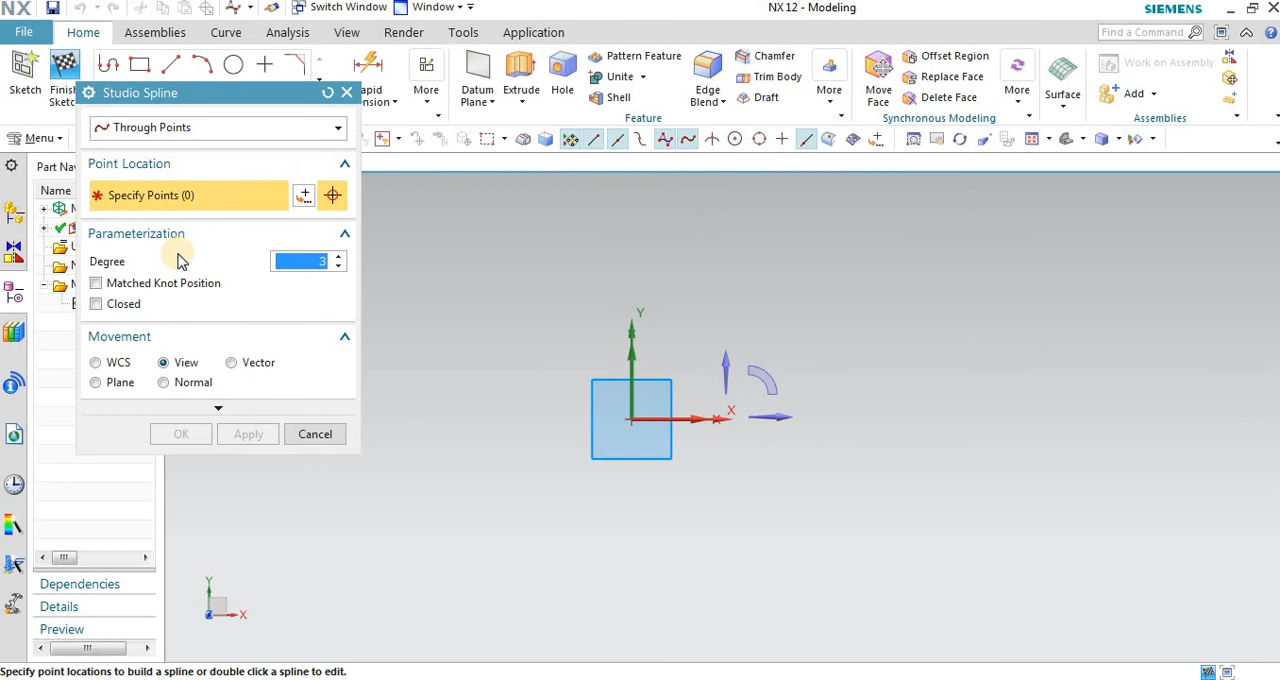 NX
Switch Window
Window
NX 12 - Modeling
SIEMENS
File
Home
Assemblies
Curve
Analysis
View
Render
Tools
Application
Find a Command
Sketch
More
Datum
Plane
Extrude
Hole
Pattern Feature
Unite
Shell
Edge
Blend
Chamfer
Trim Body
Draft
More
Feature
Move
Face
Offset Region
Replace Face
Delete Face
More
Synchronous Modeling
Surface
Work on Assembly
Add
Assemblies
Menu
Name
Studio Spline
Through Points
Point Location
* Specify Points (0)
Parameterization
Degree
3
Matched Knot Position
Closed
Movement
WCS
View
Vector
Plane
Normal
OK
Apply
Cancel
Y
X
Y
X
Dependencies
Details
Preview
Specify point locations to build a spline or double click a spline to edit.